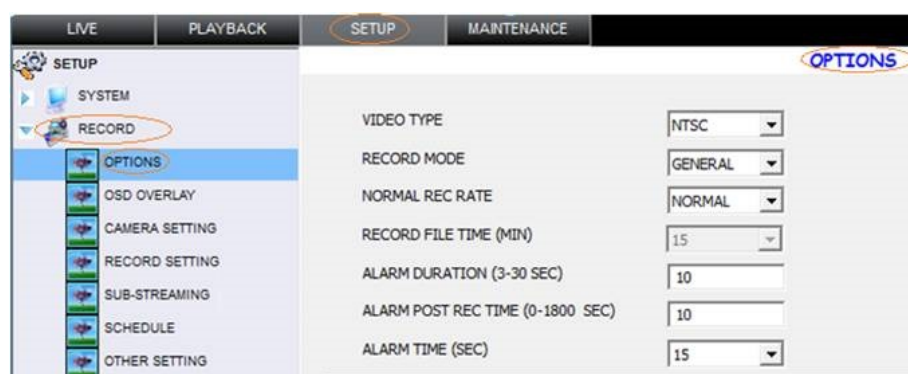 LIVE PLAYBACK SETUP MAINTENANCE
SETUP
OPTIONS
SYSTEM
RECORD
OPTIONS
OSD OVERLAY
CAMERA SETTING
RECORD SETTING
SUB-STREAMING
SCHEDULE
OTHER SETTING
VIDEO TYPE NTSC
RECORD MODE GENERAL
NORMAL REC RATE NORMAL
RECORD FILE TIME (MIN) 15
ALARM DURATION (3-30 SEC) 10
ALARM POST REC TIME (0-1800 SEC) 10
ALARM TIME (SEC) 15